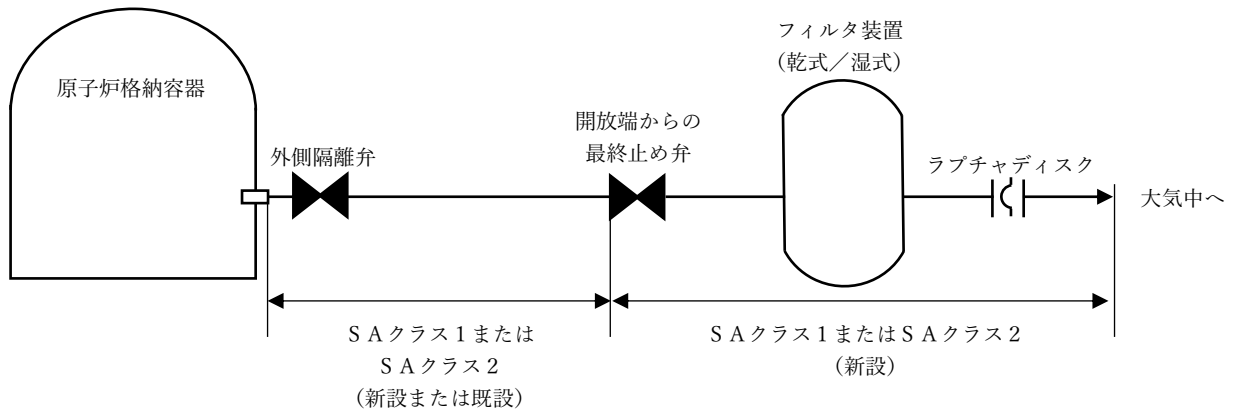 フィルタ装置
（乾式／湿式）
原子炉格納容器
開放端からの
最終止め弁
外側隔離弁
ラプチャディスク
大気中へ
ＳＡクラス１または
ＳＡクラス２
（新設または既設）
ＳＡクラス１またはＳＡクラス２
（新設）